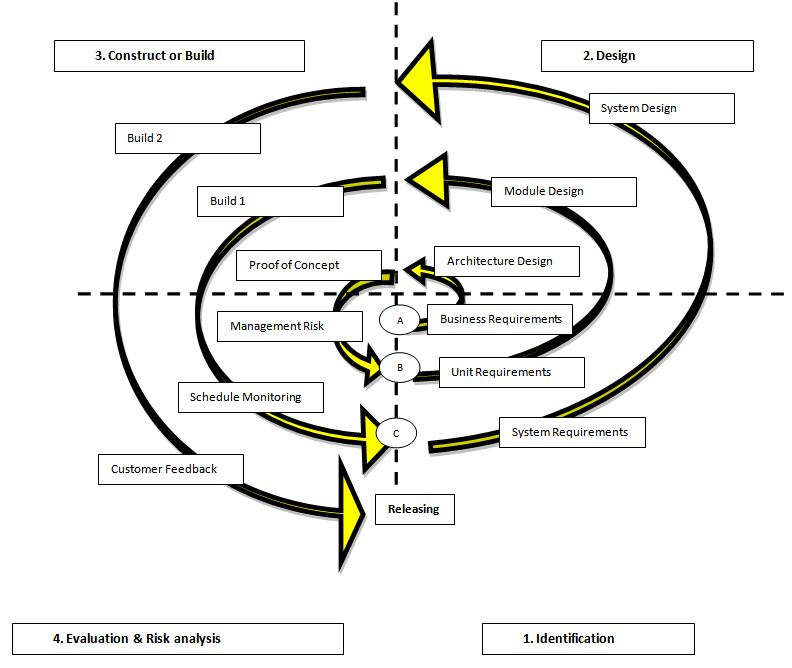 3. Construct or Build
2. Design
System Design
Build 2
Module Design
Build 1
Architecture Design
Proof of Concept
A
Business Requirements
Management Risk
B
Unit Requirements
Schedule Monitoring
C
System Requirements
Customer Feedback
Releasing
4. Evaluation & Risk analysis
1. Identification